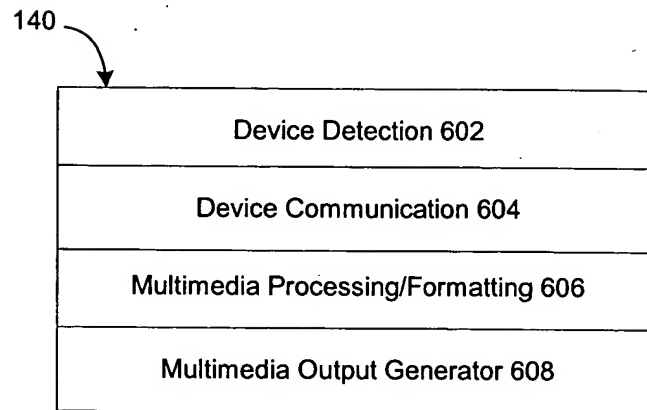 140
Device Detection 602
Device Communication 604
Multimedia Processing/Formatting 606
Multimedia Output Generator 608